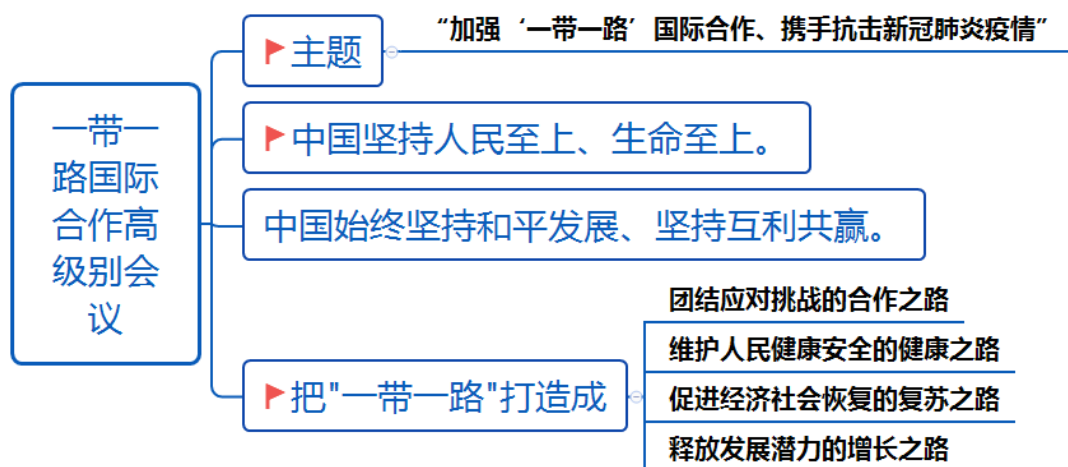 一带一
路国际
合作高
级别会
议
主题
“加强‘一带一路’国际合作、携手抗击新冠肺炎疫情”
中国坚持人民至上、生命至上。
中国始终坚持和平发展、坚持互利共赢。
把"一带一路"打造成
团结应对挑战的合作之路
维护人民健康安全的健康之路
促进经济社会恢复的复苏之路
释放发展潜力的增长之路